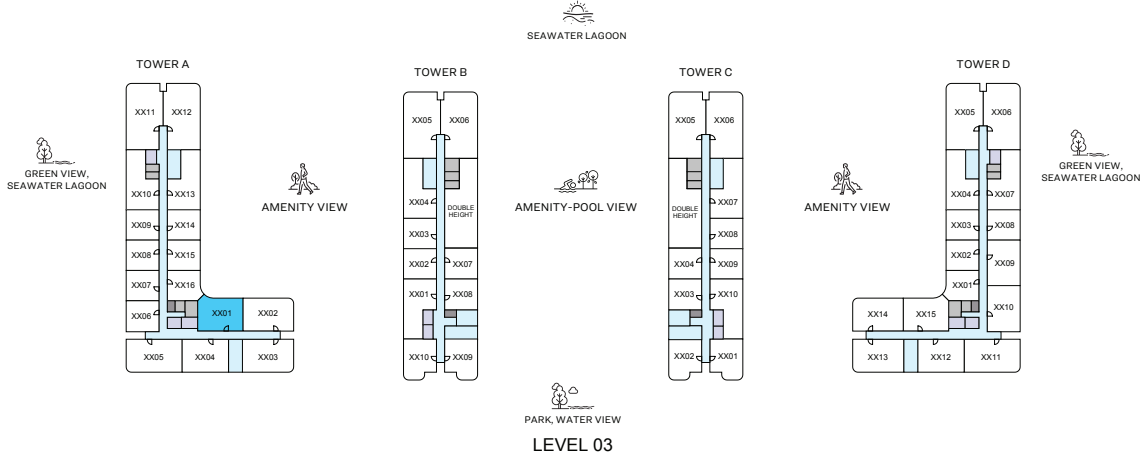 SEAWATER LAGOON
TOWER A
TOWER B
TOWER C
TOWER D
XX11
XX12
XX05
XX06
XX05
XX06
XX05
XX06
GREEN VIEW,
SEAWATER LAGOON
AMENITY VIEW
AMENITY-POOL VIEW
AMENITY VIEW
GREEN VIEW,
SEAWATER LAGOON
XX10
XX13
XX09
XX14
XX08
XX15
XX07
XX16
XX06
XX01
XX02
XX05
XX04
XX03
XX04
DOUBLE
HEIGHT
XX03
XX02
XX07
XX01
XX08
XX10
XX09
DOUBLE
HEIGHT
XX07
XX08
XX04
XX09
XX03
XX10
XX02
XX01
XX04
XX07
XX03
XX02
XX09
XX01
XX10
XX14
XX15
XX13
XX12
XX11
PARK, WATER VIEW
LEVEL 03